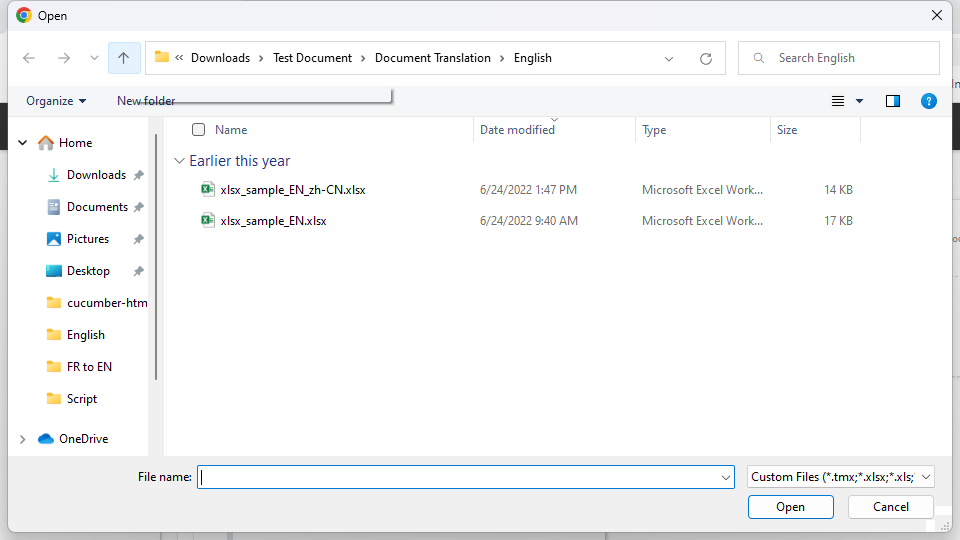 Open
« Downloads > Test Document > Document Translation > English
Search English
Organize
New folder
Name Date modified Type Size
Home
Downloads
Documents
Pictures
Desktop
cucumber-htm
English
FR to EN
Script
OneDrive
Earlier this year
xlsx_sample_EN_zh-CN.xlsx 6/24/2022 1:47 PM Microsoft Excel Work... 14 KB
xlsx_sample_EN.xlsx 6/24/2022 9:40 AM Microsoft Excel Work... 17 KB
File name:
Custom Files (*.tmx;*.xlsx;*.xls;
Open
Cancel